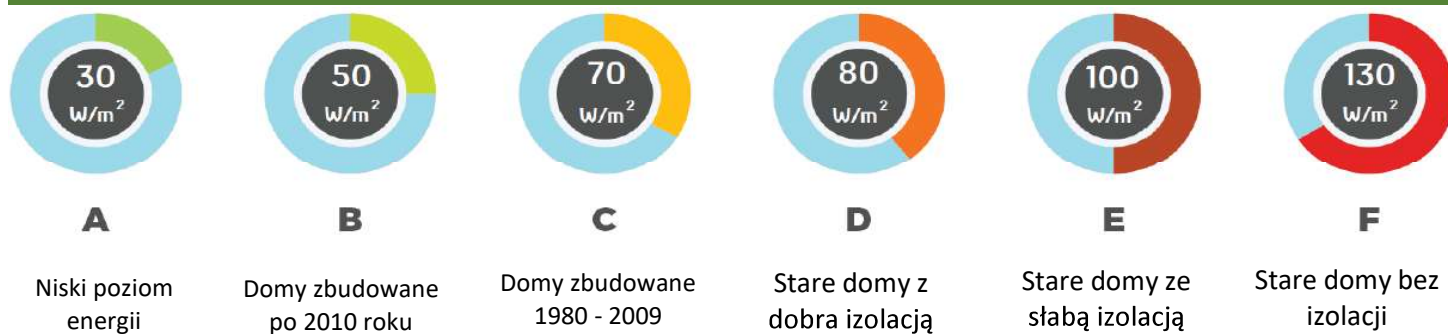 30
W/m²
50
W/m²
70
W/m²
80
W/m²
100
W/m²
130
W/m²
A
B
C
D
E
F
Niski poziom
energii
Domy zbudowane
po 2010 roku
Domy zbudowane
1980 - 2009
Stare domy z
dobra izolacją
Stare domy ze
słabą izolacją
Stare domy bez
izolacji